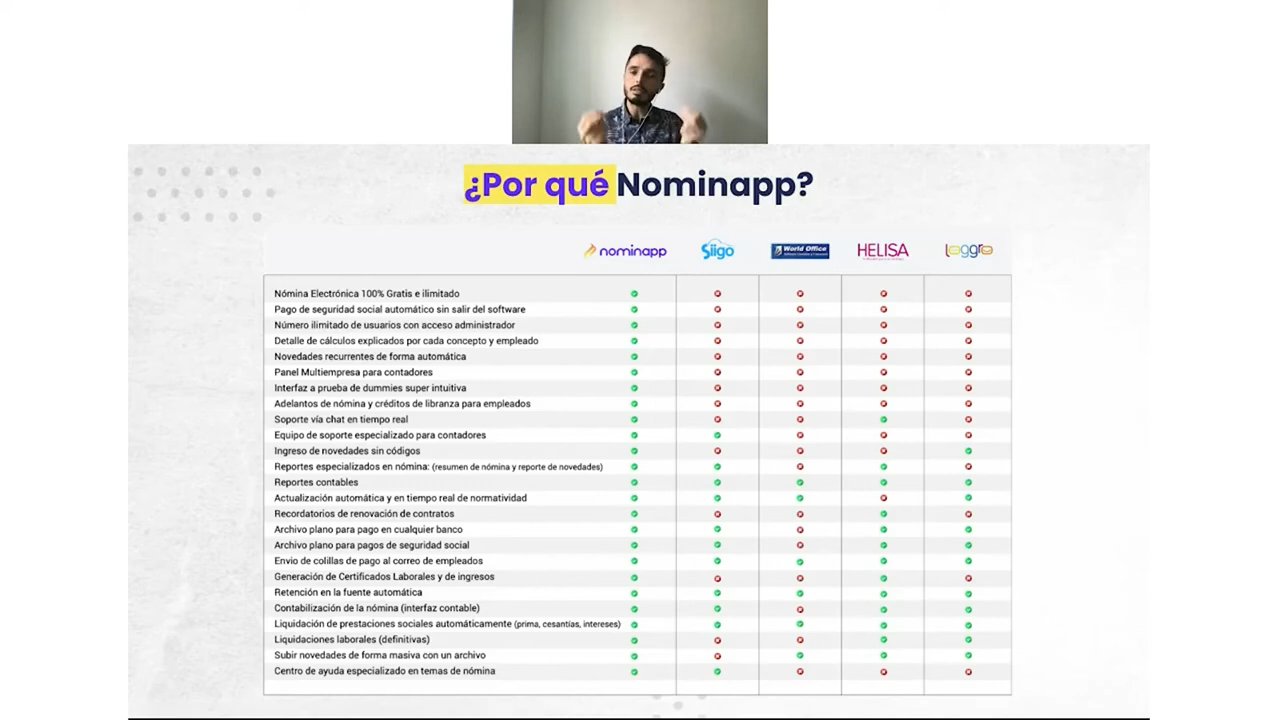 ¿Por qué Nominapp?
nominapp Siigo World Office HELISA loggro
Nómina Electrónica 100% Gratis e ilimitado
Pago de seguridad social automático sin salir del software
Número ilimitado de usuarios con acceso administrador
Detalle de cálculos explicados por cada concepto y empleado
Novedades recurrentes de forma automática
Panel Multiempresa para contadores
Interfaz a prueba de dummies super intuitiva
Adelantos de nómina y créditos de libranza para empleados
Soporte vía chat en tiempo real
Equipo de soporte especializado para contadores
Ingreso de novedades sin códigos
Reportes especializados en nómina: (resumen de nómina y reporte de novedades)
Reportes contables
Actualización automática y en tiempo real de normatividad
Recordatorios de renovación de contratos
Archivo plano para pago en cualquier banco
Archivo plano para pagos de seguridad social
Envio de colillas de pago al correo de empleados
Generación de Certificados Laborales y de ingresos
Retención en la fuente automática
Contabilización de la nómina (interfaz contable)
Liquidación de prestaciones sociales automáticamente (prima, cesantías, intereses)
Liquidaciones laborales (definitivas)
Subir novedades de forma masiva con un archivo
Centro de ayuda especializado en temas de nómina